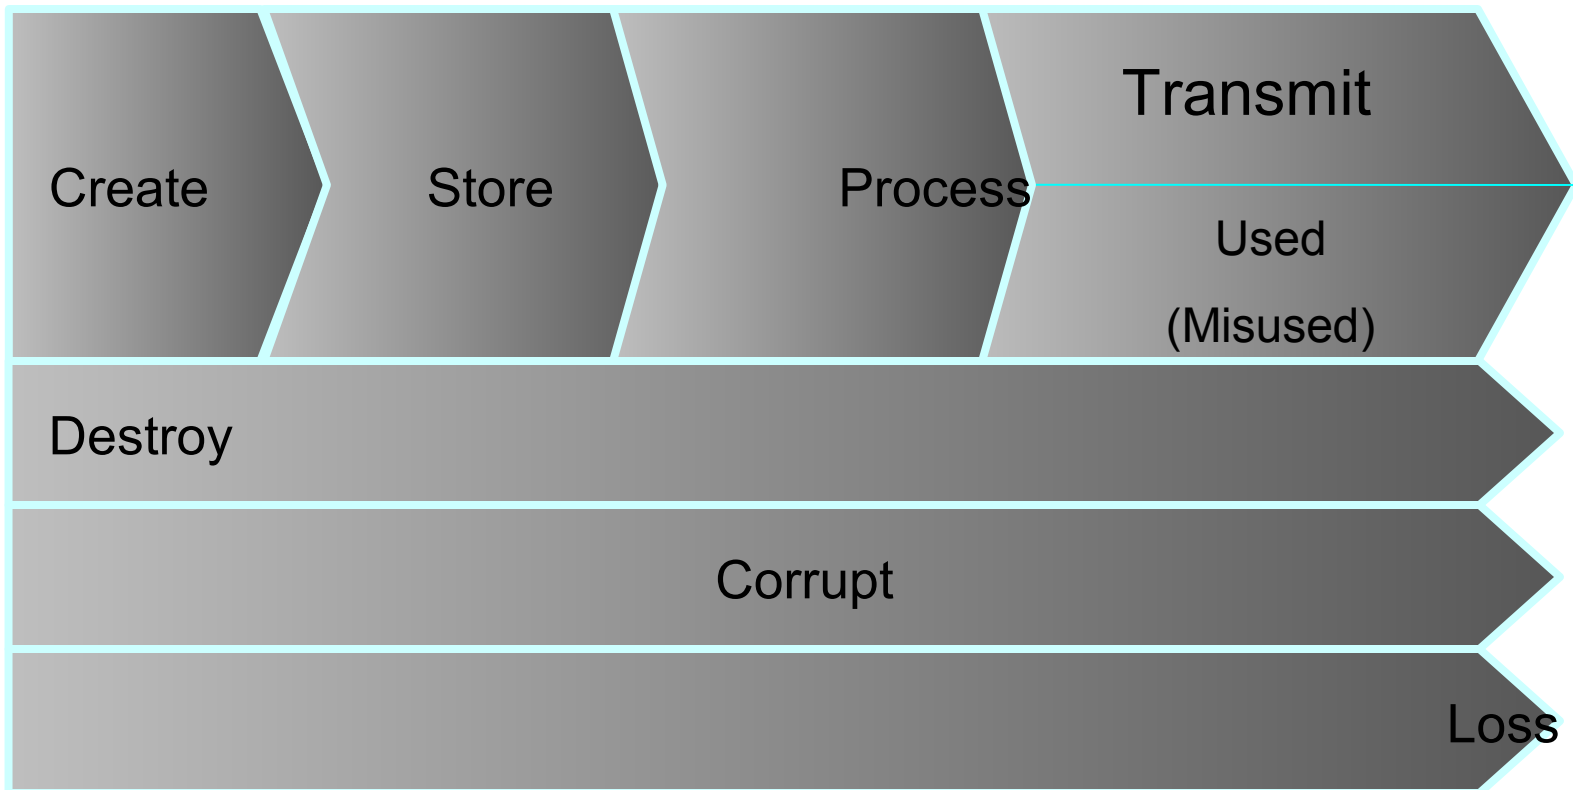 Create
Store
Process
Transmit
Used
(Misused)
Destroy
Corrupt
Loss